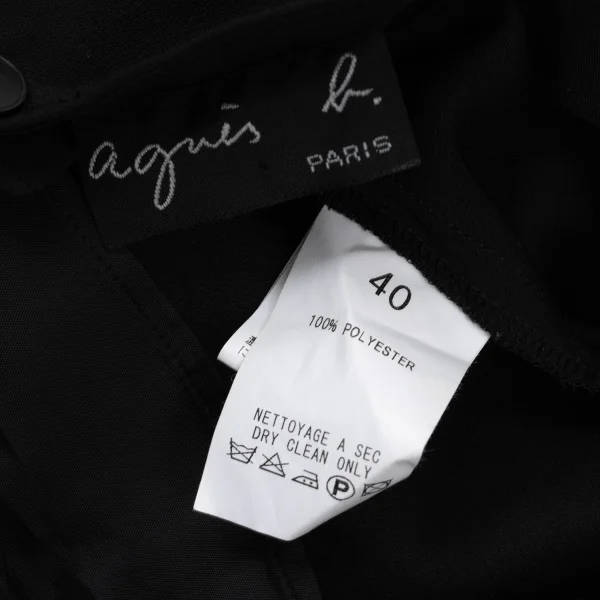 agnès b.
PARIS
40
100% POLYESTER
NETTOYAGE A SEC
DRY CLEAN ONLY
P